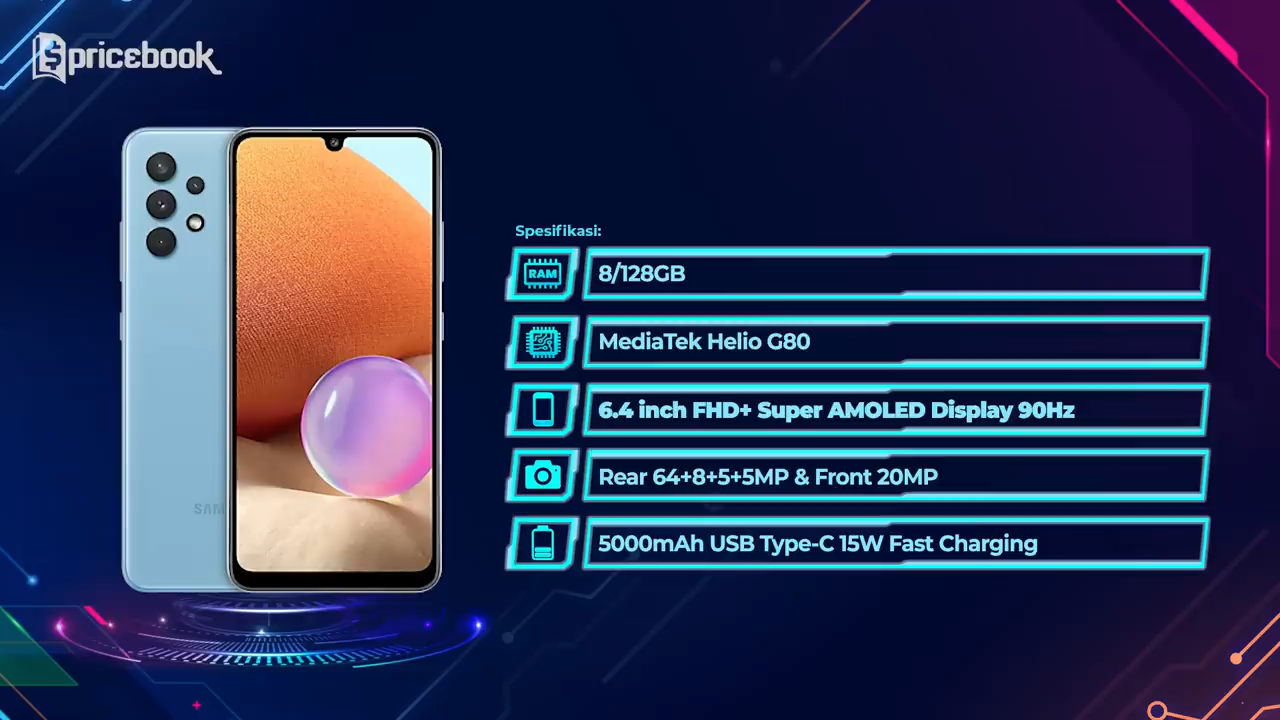 pricebook
Spesifikasi:
RAM
8/128GB
MediaTek Helio G80
6.4 inch FHD+ Super AMOLED Display 90Hz
Rear 64+8+5+5MP & Front 20MP
SAM
5000mAh USB Type-C 15W Fast Charging